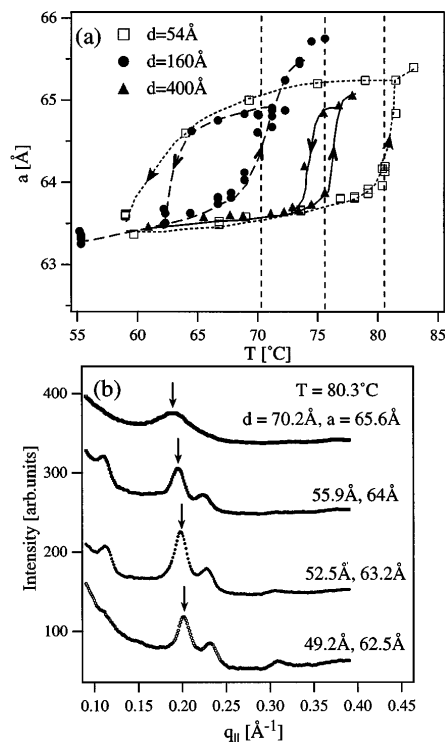 66
(a)
d=54Å
d=160Å
d=400Å
65
a [Å]
64
63
55 60 65 70 75 80 85
T [˚C]
400
(b)
T = 80.3˚C
d = 70.2Å, a = 65.6Å
300
55.9Å, 64Å
Intensity [arb.units]
200
52.5Å, 63.2Å
100
49.2Å, 62.5Å
0.10 0.15 0.20 0.25 0.30 0.35 0.40 0.45
q|| [Å-1]